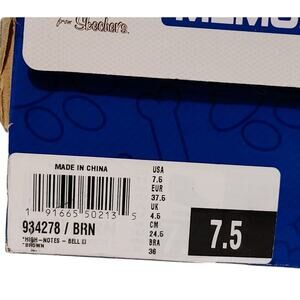 from Skechers
MEMO
MADE IN CHINA
1 91665 50213 5
934278 / BRN
*HIGH-NOTES - BELL O
*BROWN
USA
7.5
EUR
37.5
UK
4.5
CM
24.5
BRA
36
7.5